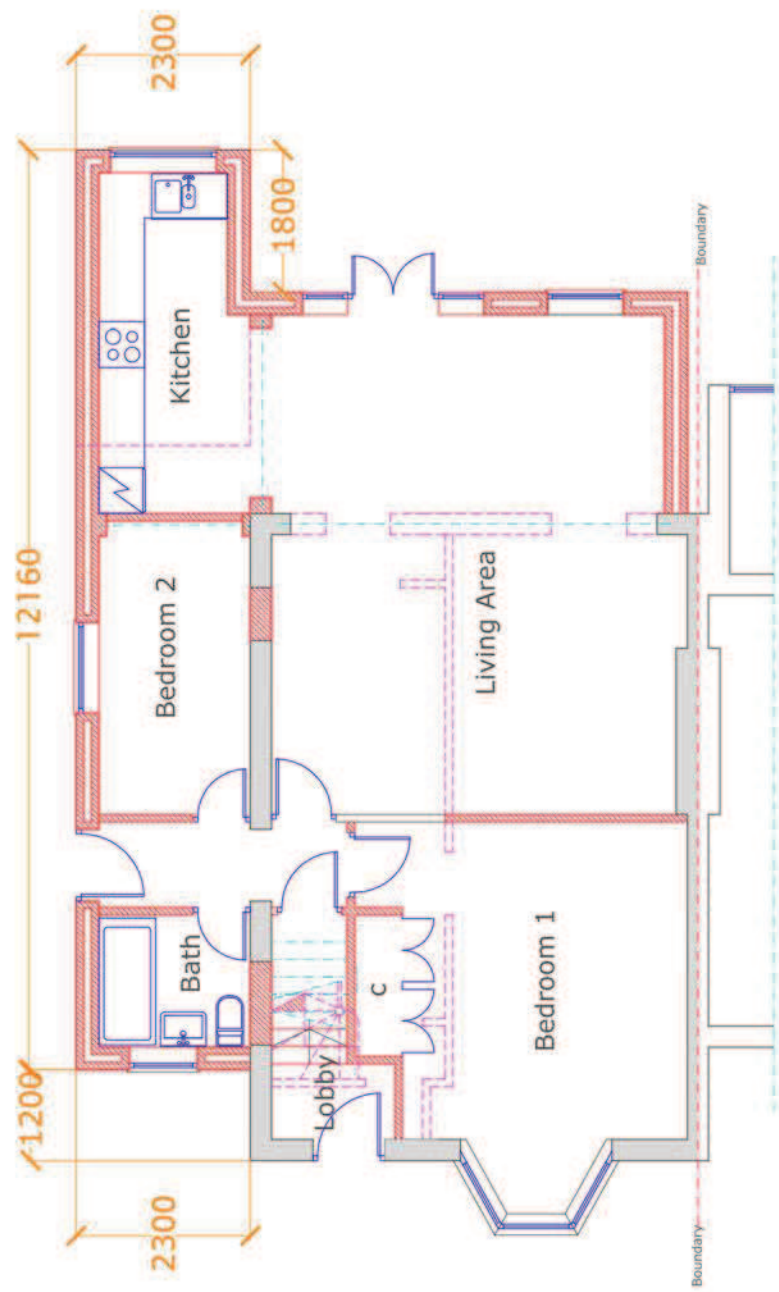 2300
12160
1800
Kitchen
Boundary
Bedroom 2
Living Area
Bath
C
Bedroom 1
Lobby
1200
2300
Boundary